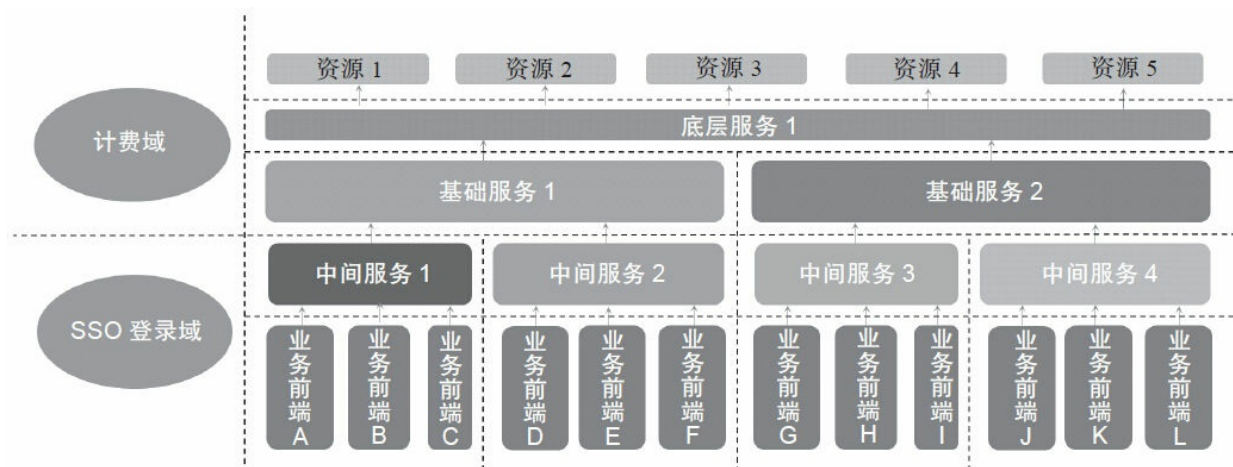 资源 1
资源 2
资源 3
资源 4
资源 5
底层服务 1
计费域
基础服务 1
基础服务 2
中间服务 1
中间服务 2
中间服务 3
中间服务 4
SSO 登录域
业务前端A
业务前端B
业务前端C
业务前端D
业务前端E
业务前端F
业务前端G
业务前端H
业务前端I
业务前端J
业务前端K
业务前端L